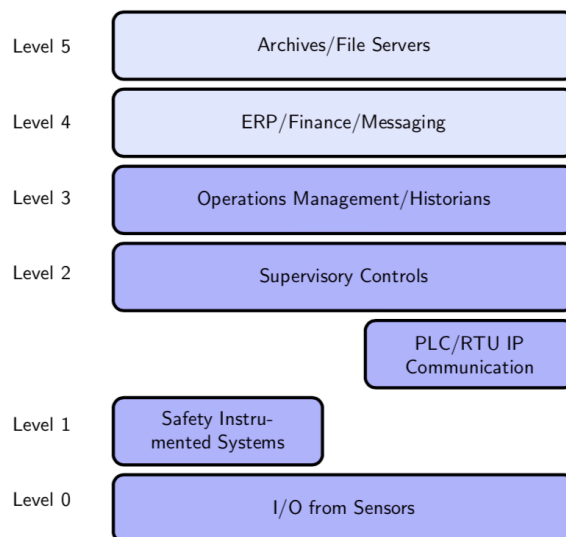 Level 5
Archives/File Servers
Level 4
ERP/Finance/Messaging
Level 3
Operations Management/Historians
Level 2
Supervisory Controls
PLC/RTU IP
Communication
Level 1
Safety Instru-
mented Systems
Level 0
I/O from Sensors